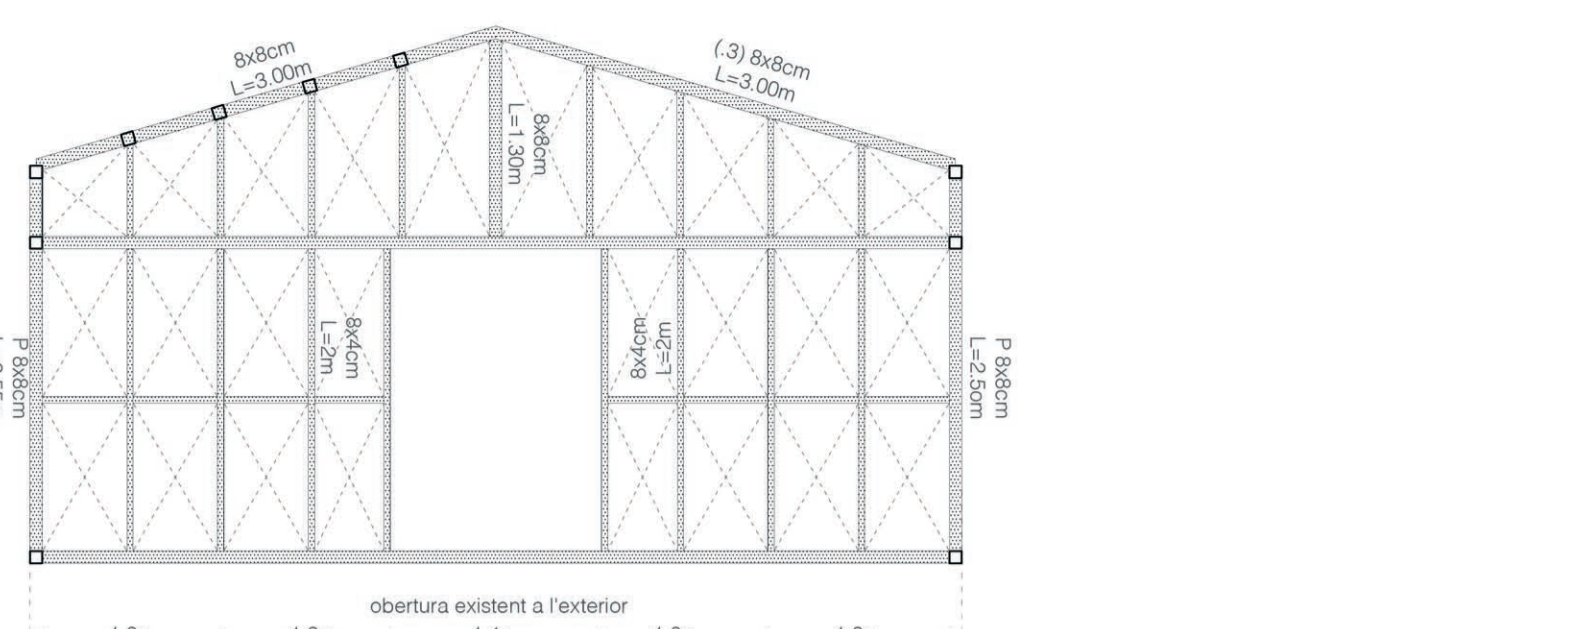 8x8cm
L=3.00m
(.3) 8x8cm
L=3.00m
8x8cm
L=1.30m
8x4cm
L=2m
8x4cm
L=2m
P 8x8cm
P 8x8cm
L=2.5om
obertura existent a l'exterior